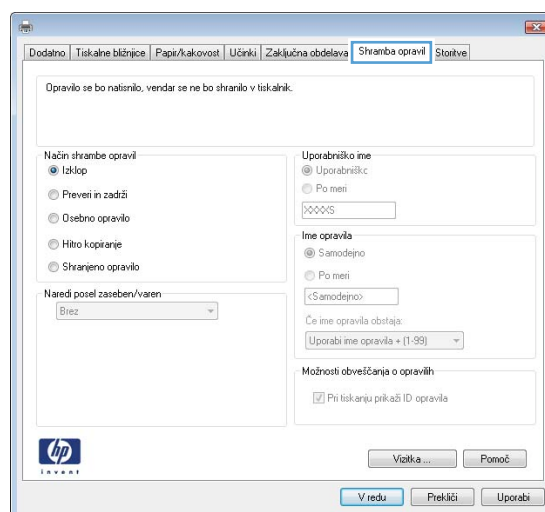 Dodatno Tiskalne bližnjice Papir/kakovost Učinki Zaključna obdelava Shramba opravil Storitve
Opravilo se bo natisnilo, vendar se ne bo shranilo v tiskalnik.
Način shrambe opravil
Izklop
Preveri in zadrži
Osebno opravilo
Hitro kopiranje
Shranjeno opravilo
Naredi posel zaseben/varen
Brez
Uporabniško ime
Uporabniškc
Po meri
XXXXS
Ime opravila
Samodejno
Po meri
<Samodejno>
Če ime opravila obstaja:
Uporabi ime opravila + (1-99)
Možnosti obveščanja o opravilih
Pri tiskanju prikaži ID opravila
hp
invent
Vizitka ... Pomoč
V redu Prekliči Uporabi